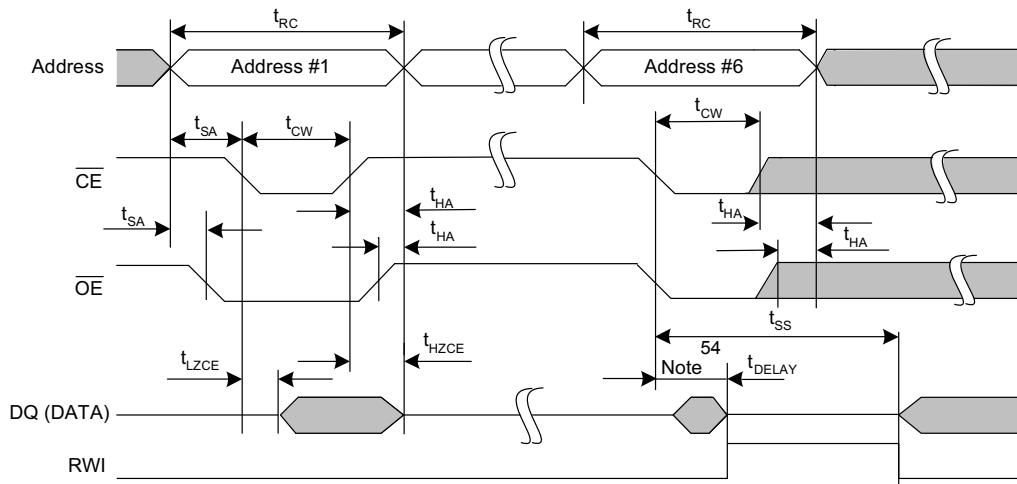 tRC
tRC
Address
Address #1
Address #6
tCW
tSA
tCW
CE
tHA
tSA
tHA
tHA
tHA
OE
tSS
54
tHZCE
tLZCE
Note
tDELAY
DQ (DATA)
RWI